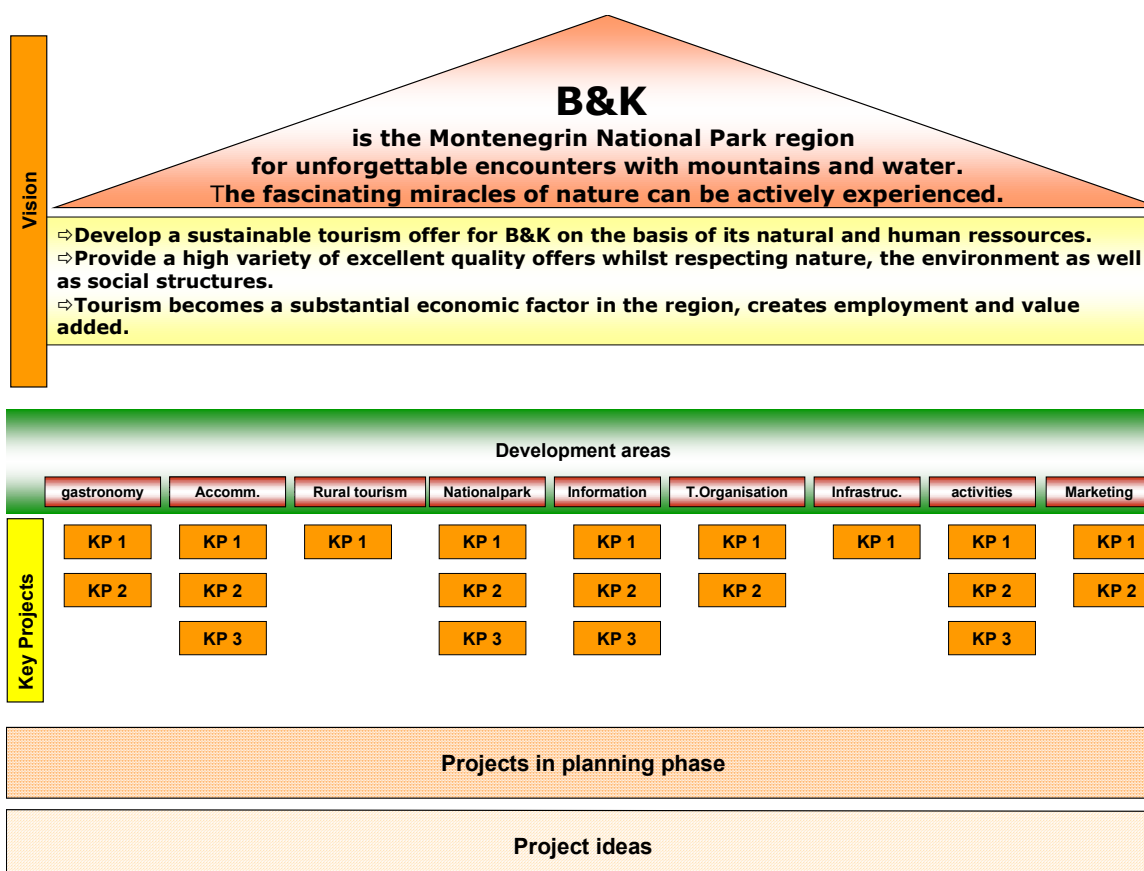 B&K
is the Montenegrin National Park region
for unforgettable encounters with mountains and water.
The fascinating miracles of nature can be actively experienced.
Vision
⇨Develop a sustainable tourism offer for B&K on the basis of its natural and human ressources.
⇨Provide a high variety of excellent quality offers whilst respecting nature, the environment as well
as social structures.
⇨Tourism becomes a substantial economic factor in the region, creates employment and value
added.
Development areas
gastronomy Accomm. Rural tourism Nationalpark Information T.Organisation Infrastruc. activities Marketing
Key Projects
KP 1 KP 1 KP 1 KP 1 KP 1 KP 1 KP 1 KP 1 KP 1
KP 2 KP 2 KP 2 KP 2 KP 2 KP 2 KP 2
KP 3 KP 3 KP 3 KP 3
Projects in planning phase
Project ideas